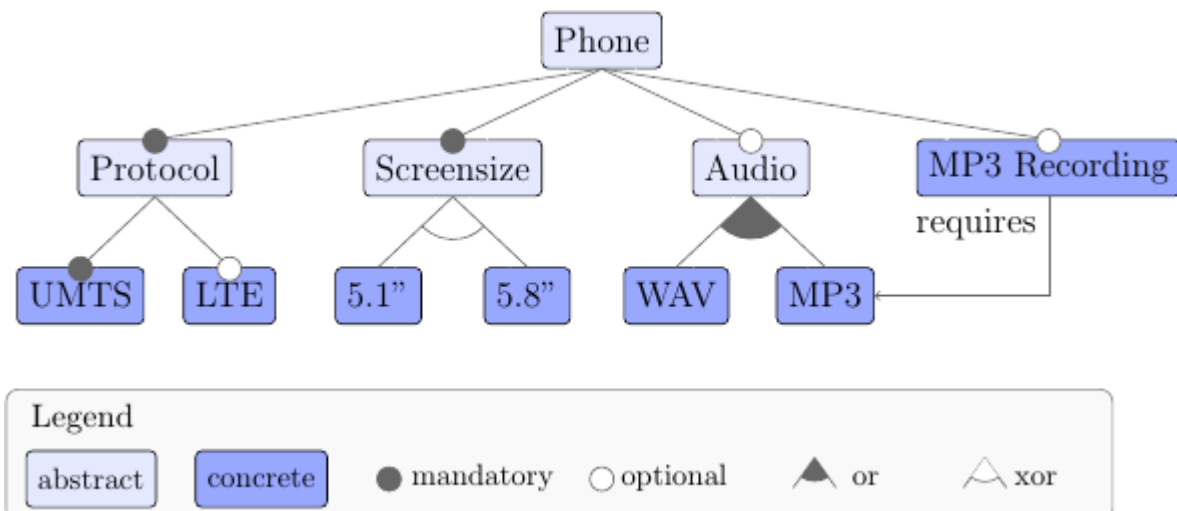 Phone
Protocol Screensize Audio MP3 Recording
requires
UMTS LTE 5.1” 5.8” WAV MP3
Legend
abstract concrete mandatory optional or xor